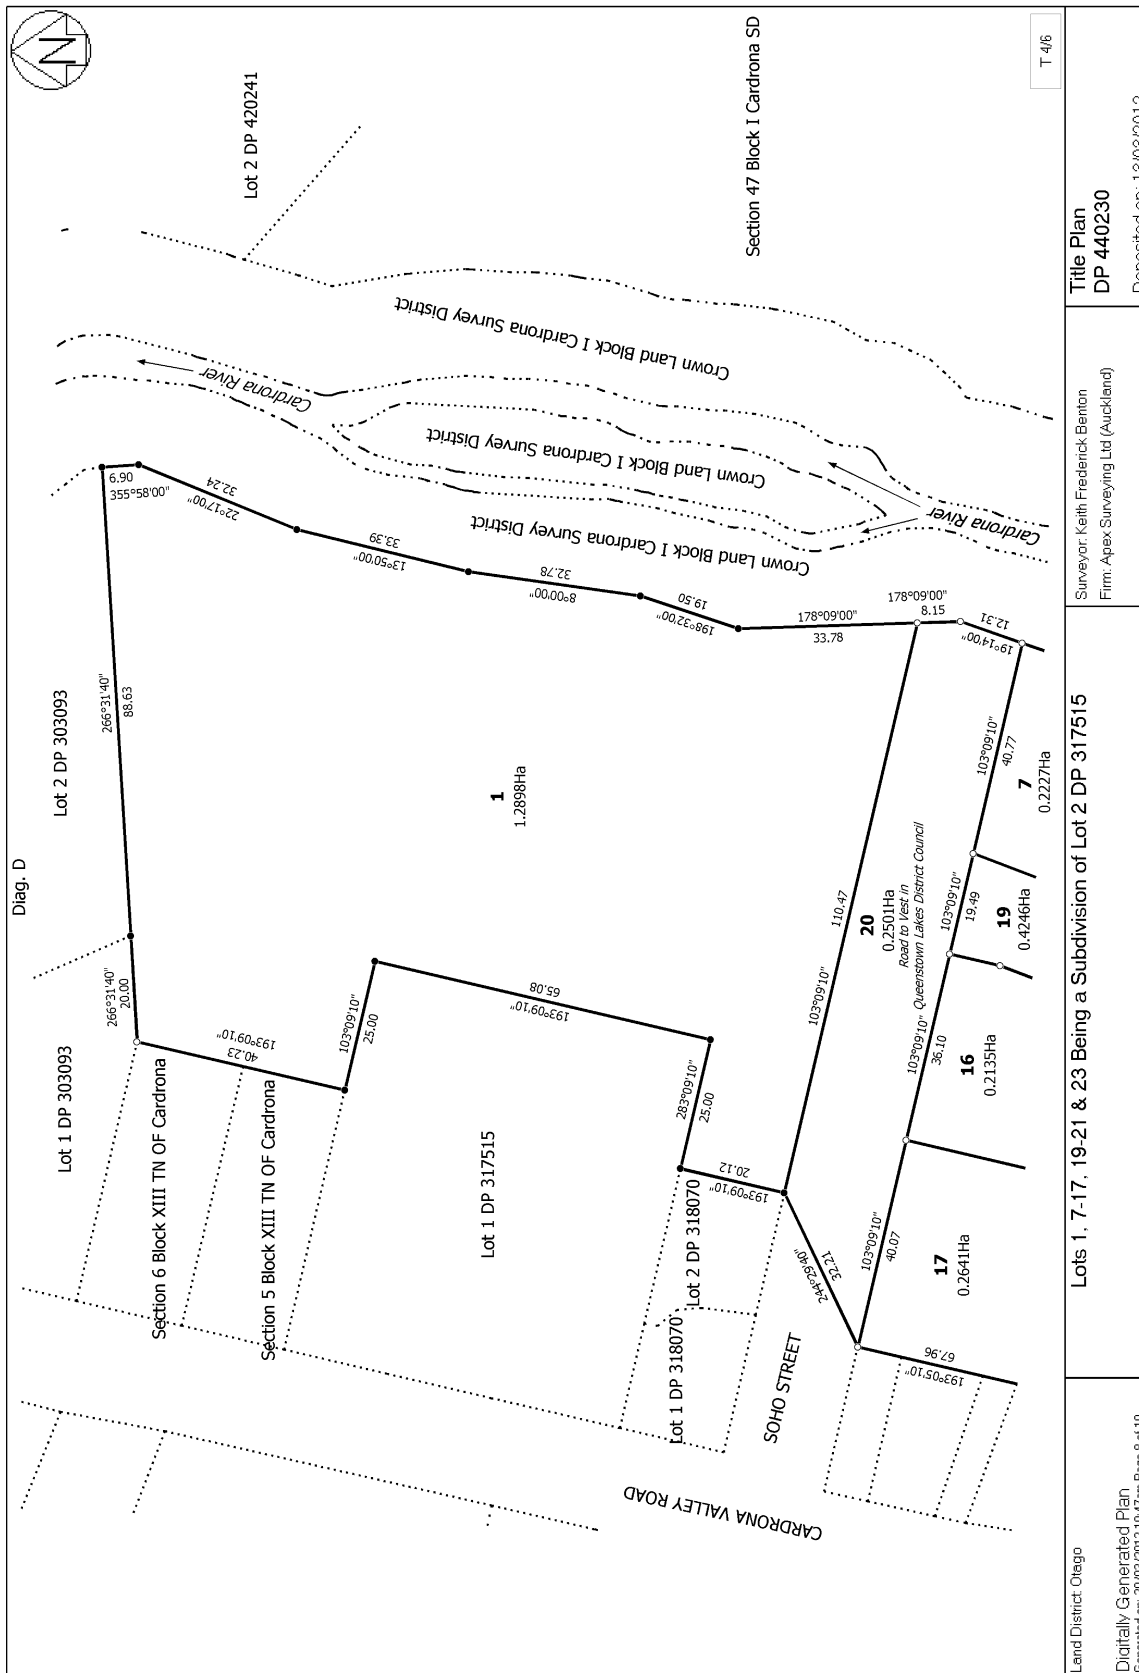 Diag. D
N
T 4/6
Lot 1 DP 303093
Lot 2 DP 303093
Lot 2 DP 420241
Section 47 Block I Cardrona SD
Section 6 Block XIII TN OF Cardrona
Section 5 Block XIII TN OF Cardrona
266°31'40"
20.00
266°31'40"
88.63
6.90
355°58'00"
32.24
22°17'00"
33.39
13°50'00"
32.78
8°00'00"
19.50
198°32'00"
178°09'00"
33.78
178°09'00"
8.15
12.31
19°14'00"
40.23
193°09'10"
103°09'10"
25.00
65.08
193°09'10"
283°09'10"
25.00
20.12
193°09'10"
Lot 1 DP 317515
1
1.2898Ha
Crown Land Block I Cardrona Survey District
Cardrona River
Crown Land Block I Cardrona Survey District
Crown Land Block I Cardrona Survey District
Cardrona River
Lot 1 DP 318070
Lot 2 DP 318070
SOHO STREET
CARDRONA VALLEY ROAD
244°29'40"
32.21
103°09'10"
110.47
20
0.2501Ha
Road to Vest in
Queenstown Lakes District Council
103°09'10"
40.07
103°09'10"
36.10
103°09'10"
19.49
103°09'10"
40.77
193°05'10"
67.96
17
0.2641Ha
16
0.2135Ha
19
0.4246Ha
7
0.2227Ha
Land District: Otago
Digitally Generated Plan
Lots 1, 7-17, 19-21 & 23 Being a Subdivision of Lot 2 DP 317515
Surveyor: Keith Frederick Benton
Firm: Apex Surveying Ltd (Auckland)
Title Plan
DP 440230